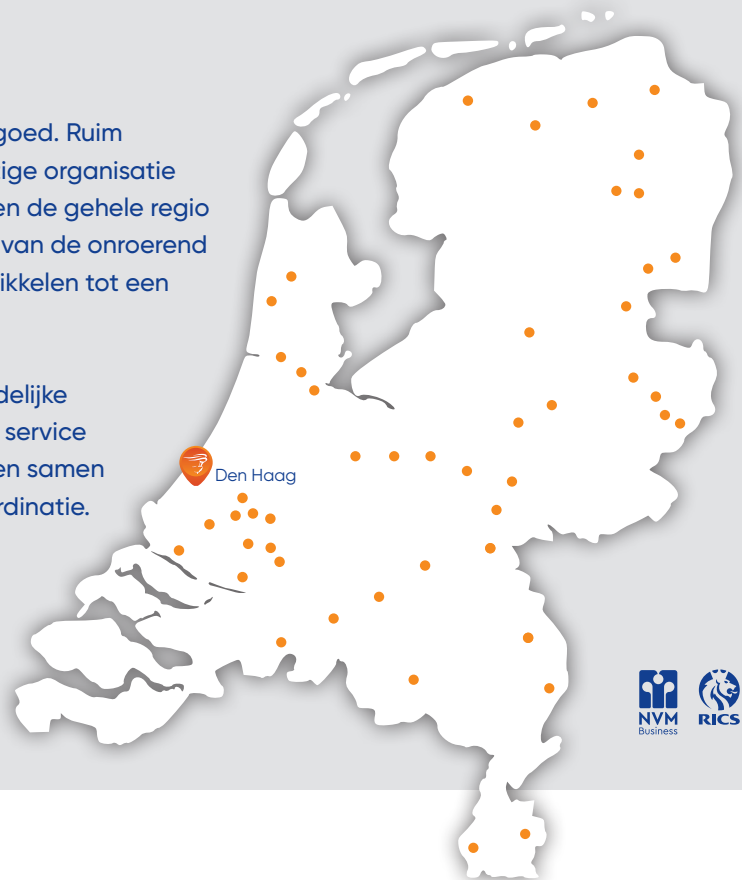 goed. Ruim
tige organisatie
en de gehele regio
van de onroerend
ikkelen tot een
delijke
service
en samen
rdinatie.
Den Haag
NVM
Business
RICS